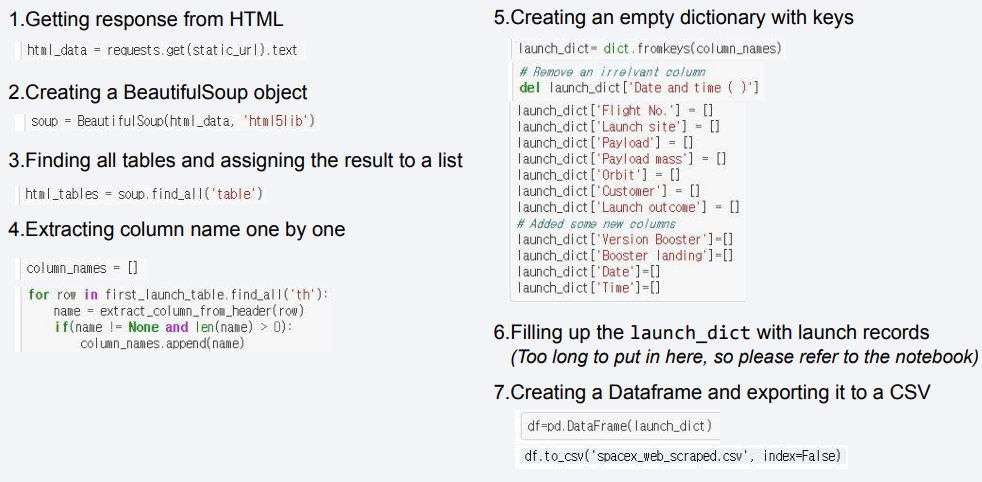 1.Getting response from HTML
html_data = requests.get(static_url).text
2.Creating a BeautifulSoup object
soup = BeautifulSoup(html_data, 'html5lib')
3.Finding all tables and assigning the result to a list
html_tables = soup.find_all('table')
4.Extracting column name one by one
column_names = []
for row in first_launch_table.find_all('th'):
    name = extract_column_from_header(row)
    if(name != None and len(name) > 0):
        column_names.append(name)
5.Creating an empty dictionary with keys
launch_dict= dict.fromkeys(column_names)
# Remove an irrelvant column
del launch_dict['Date and time ( )']
launch_dict['Flight No.'] = []
launch_dict['Launch site'] = []
launch_dict['Payload'] = []
launch_dict['Payload mass'] = []
launch_dict['Orbit'] = []
launch_dict['Customer'] = []
launch_dict['Launch outcome'] = []
# Added some new columns
launch_dict['Version Booster']=[]
launch_dict['Booster landing']=[]
launch_dict['Date']=[]
launch_dict['Time']=[]
6.Filling up the launch_dict with launch records
(Too long to put in here, so please refer to the notebook)
7.Creating a Dataframe and exporting it to a CSV
df=pd.DataFrame(launch_dict)
df.to_csv('spacex_web_scraped.csv', index=False)